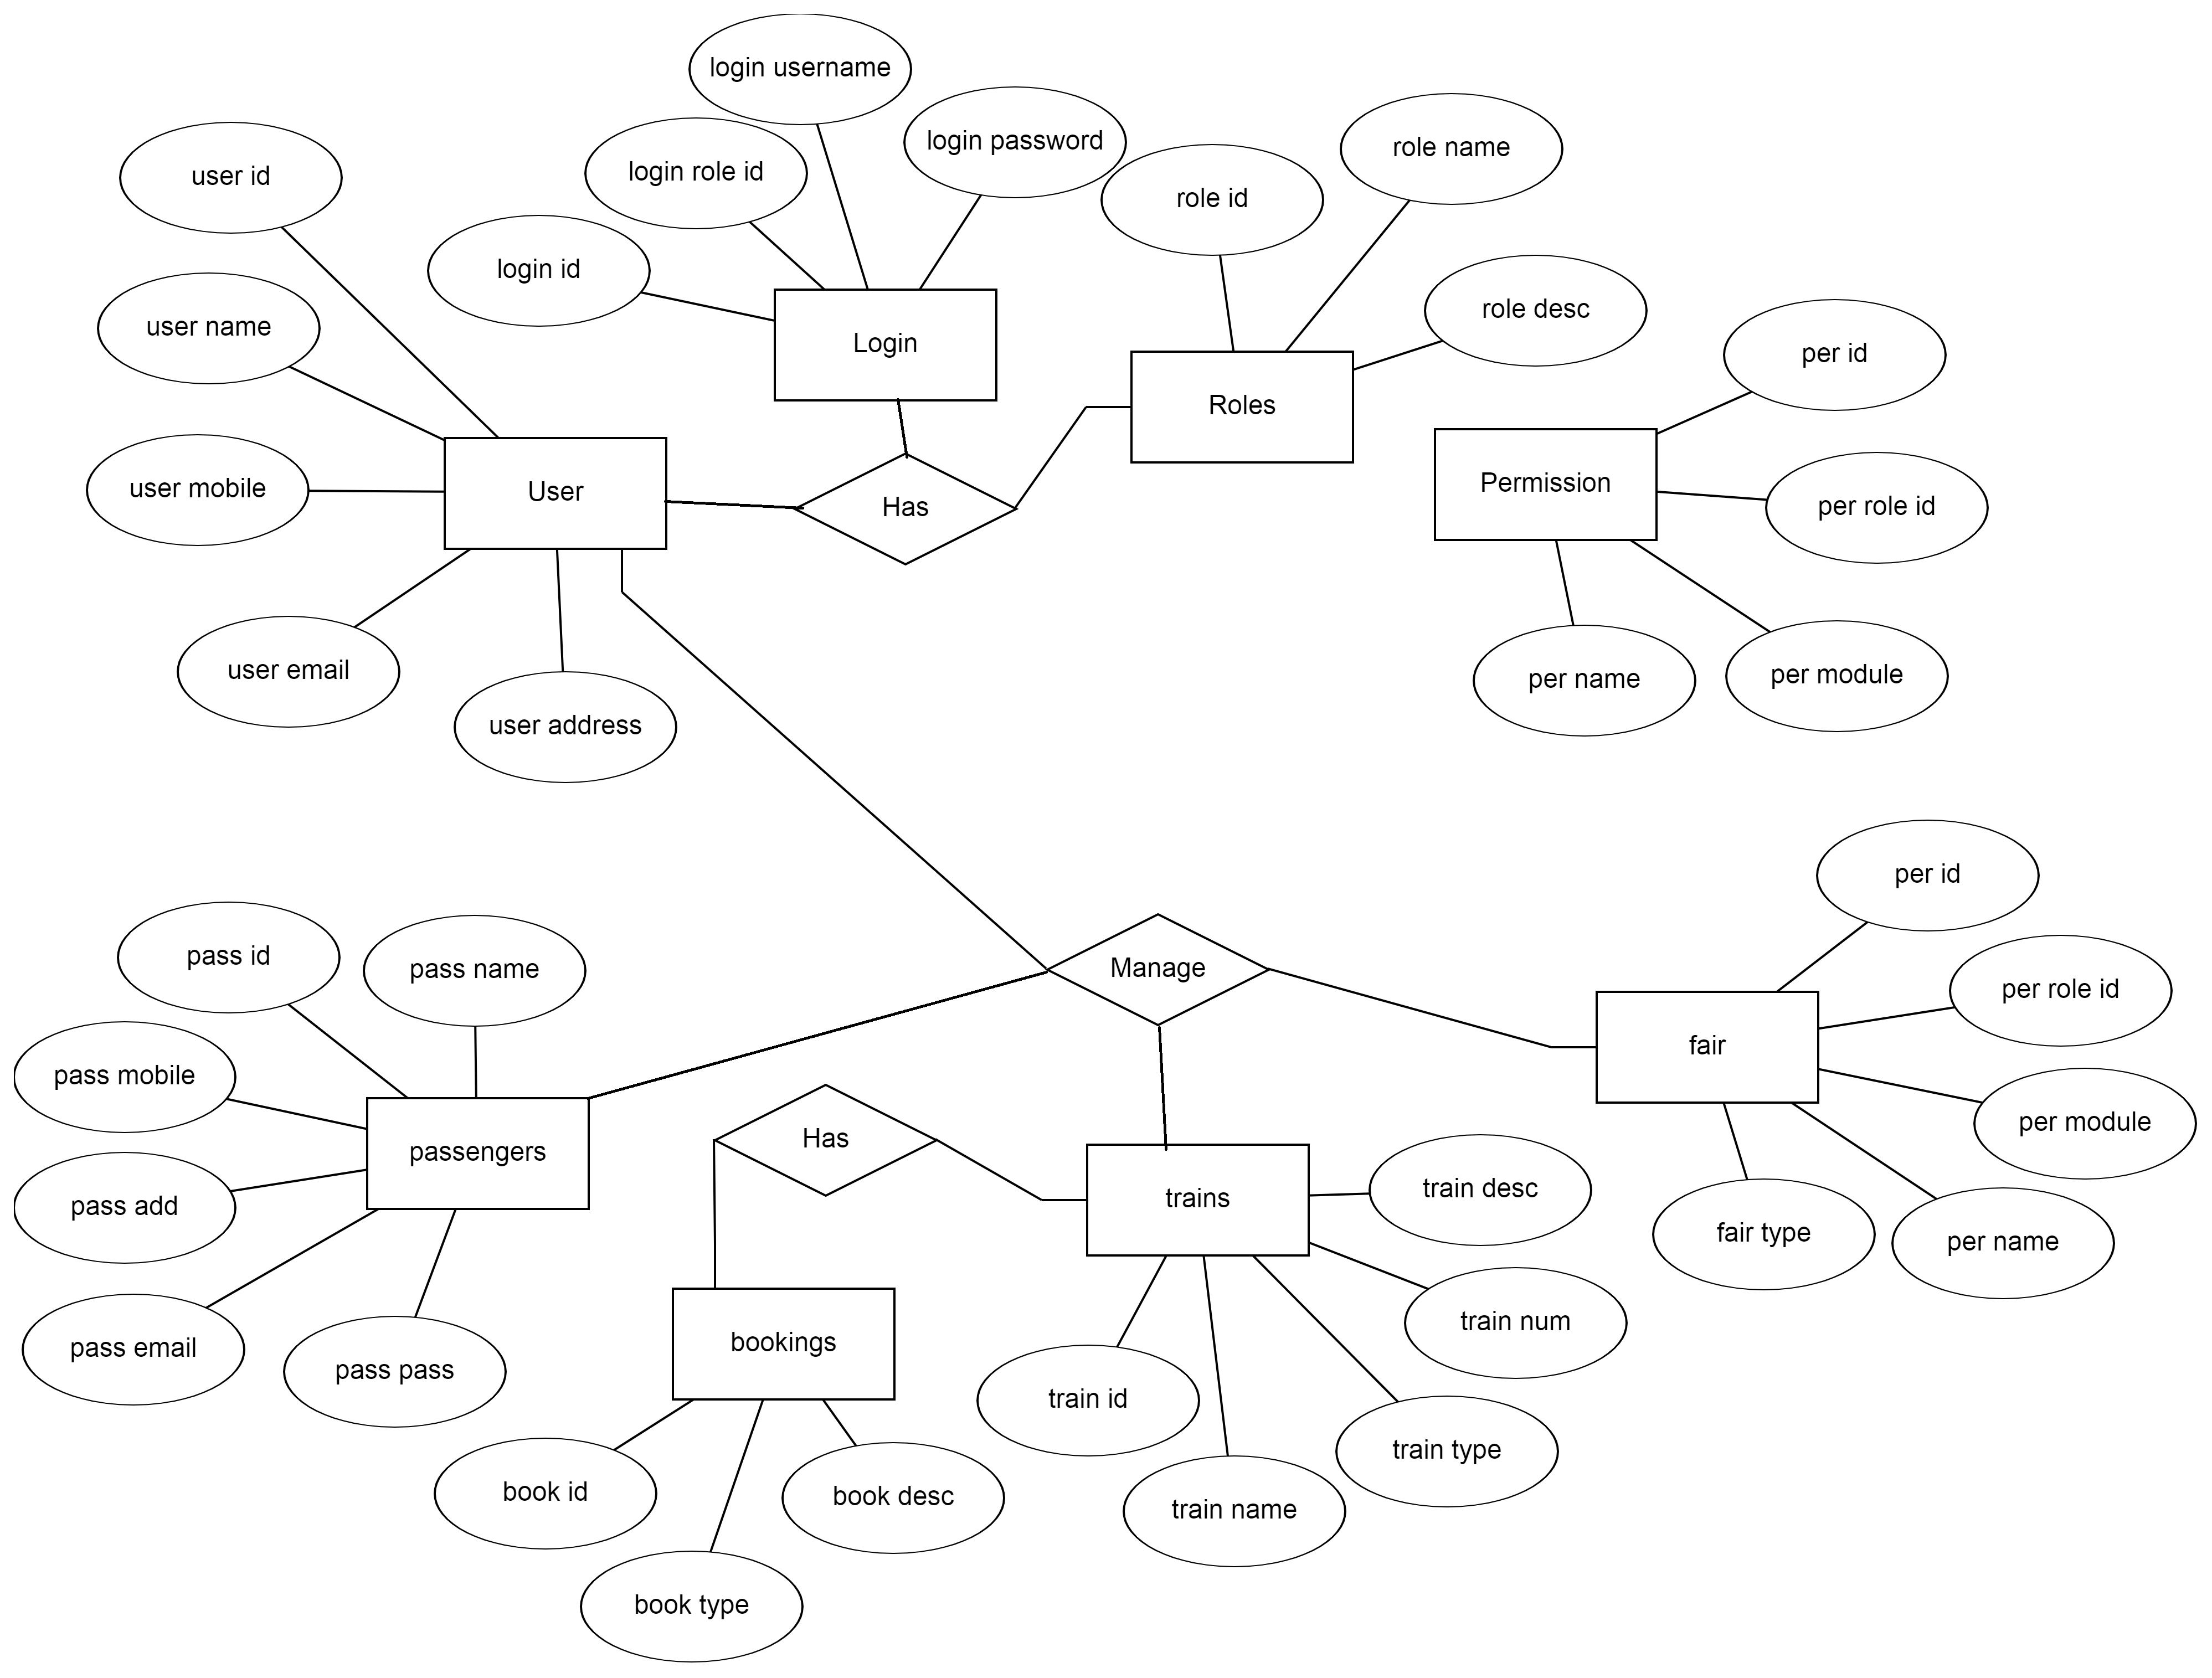 login username
login password
role name
login role id
user id
role id
login id
role desc
user name
Login
per id
Roles
Permission
user mobile
User
Has
per role id
user email
per module
per name
user address
per id
pass id
pass name
Manage
per role id
fair
pass mobile
per module
Has
passengers
train desc
trains
pass add
fair type
per name
train num
bookings
pass email
pass pass
train id
train type
book id
book desc
train name
book type